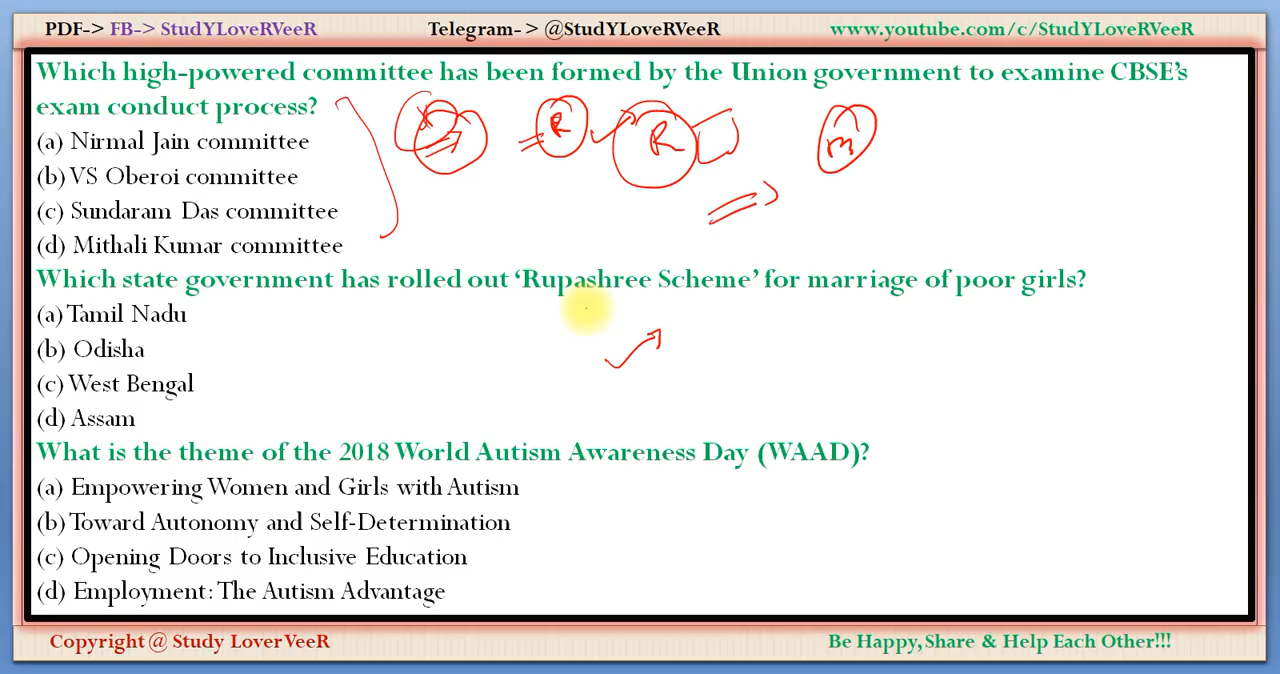 PDF-> FB-> StudYLoveRVeeR Telegram- > @StudYLoveRVeeR www.youtube.com/c/StudYLoveRVeeR
Which high-powered committee has been formed by the Union government to examine CBSE's
exam conduct process?
(a) Nirmal Jain committee
(b) VS Oberoi committee
(c) Sundaram Das committee
(d) Mithali Kumar committee
R R m
Which state government has rolled out 'Rupashree Scheme' for marriage of poor girls?
(a) Tamil Nadu
(b) Odisha
(c) West Bengal
(d) Assam
What is the theme of the 2018 World Autism Awareness Day (WAAD)?
(a) Empowering Women and Girls with Autism
(b) Toward Autonomy and Self-Determination
(c) Opening Doors to Inclusive Education
(d) Employment: The Autism Advantage
Copyright @ Study Lover VeeR Be Happy, Share & Help Each Other!!!